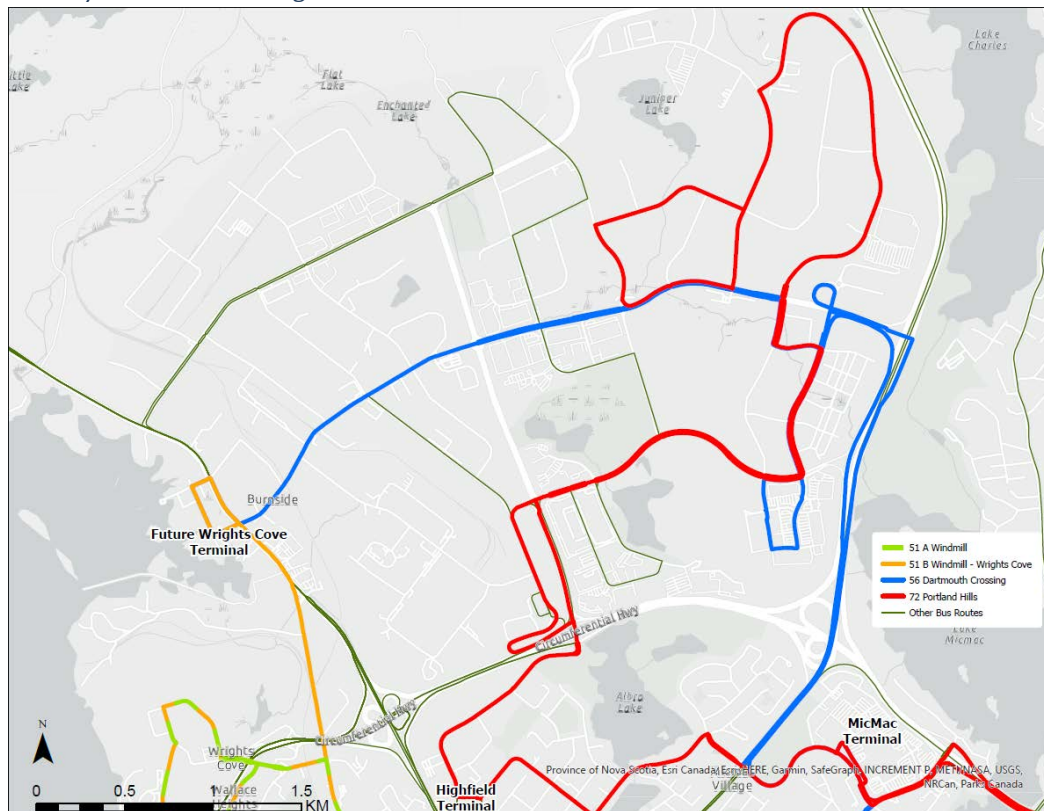 Lake
Charles
Flat
Lake
Lake
Juniper
Lake
Enchanted
Lake
Burnside
Future Wrights Cove
Terminal
51 A Windmill
51 B Windmill - Wrights Cove
56 Dartmouth Crossing
72 Portland Hills
Other Bus Routes
Circumferential Hwy
Lake
Micmac
Albro
Lake
N
Circumferential Hwy
MicMac
Terminal
Wrights
Cove
Wallace
Heights
Village
Highfield
Terminal
0 0.5 1 1.5
KM
Province of Nova Scotia, Esri Canada, Esri, HERE, Garmin, SafeGraph, INCREMENT P, METI/NASA, USGS,
NRCan, Parks Canada